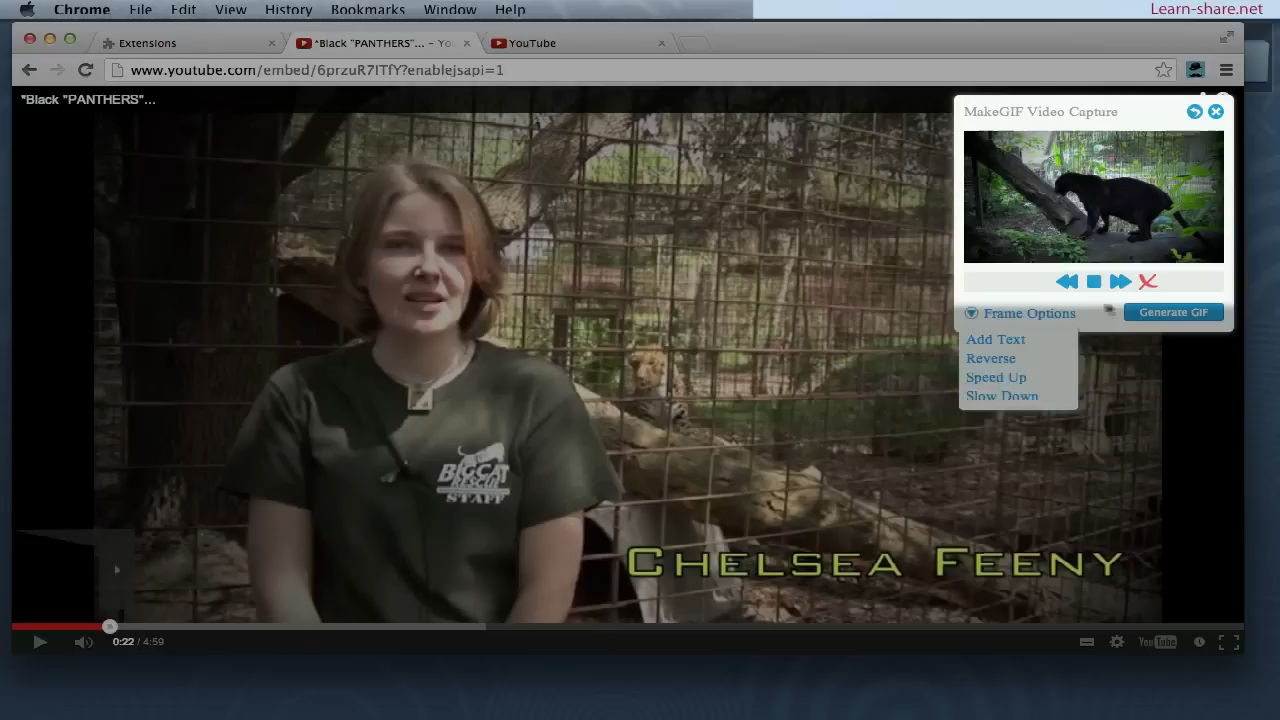 Chrome File Edit View History Bookmarks Window Help
Learn-share.net
Extensions
*Black "PANTHERS"... - Yo
YouTube
www.youtube.com/embed/6przuR7ITfY?enablejsapi=1
*Black "PANTHERS"...
MakeGIF Video Capture
Frame Options
Generate GIF
Add Text
Reverse
Speed Up
Slow Down
BIGCAT
RESCUE
STAFF
CHELSEA FEENY
0:22 / 4:59
YouTube